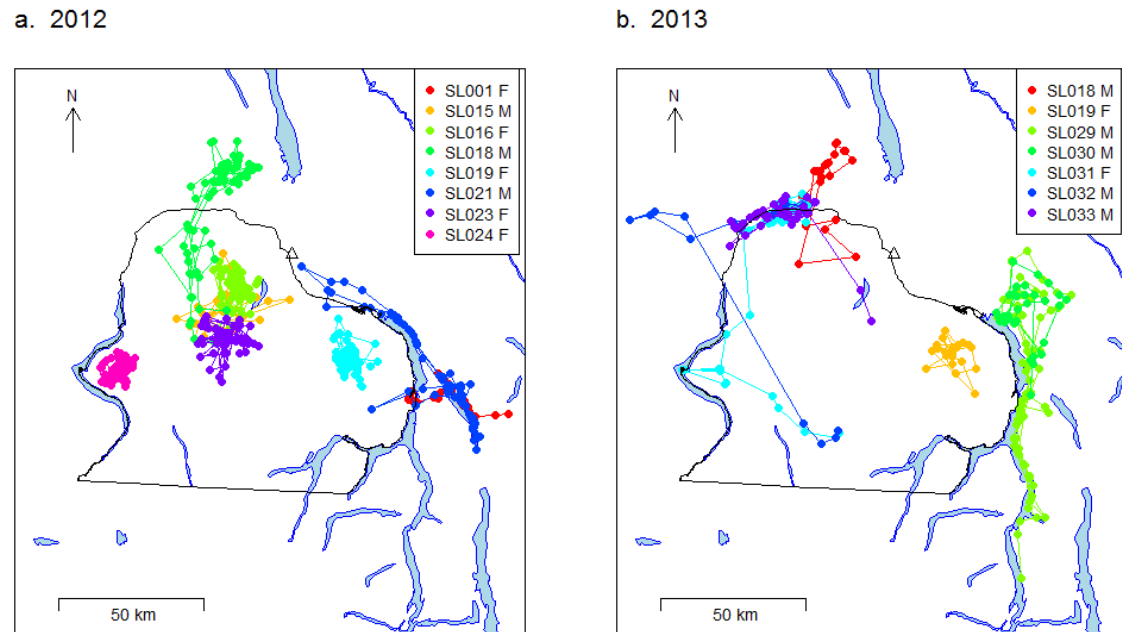 a. 2012
N
SL001 F
SL015 M
SL016 F
SL018 M
SL019 F
SL021 M
SL023 F
SL024 F
50 km
b. 2013
N
SL018 M
SL019 F
SL029 M
SL030 M
SL031 F
SL032 M
SL033 M
50 km